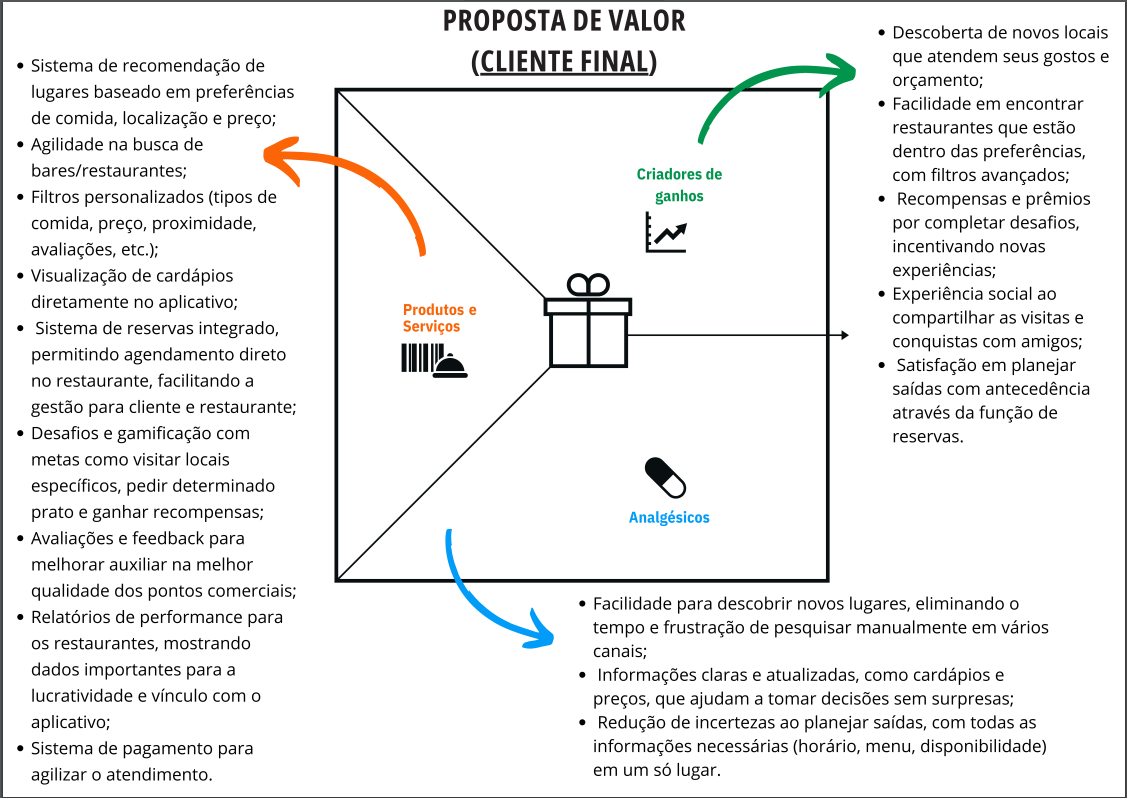 PROPOSTA DE VALOR
(CLIENTE FINAL)
• Sistema de recomendação de
lugares baseado em preferências
de comida, localização e preço;
• Agilidade na busca de
bares/restaurantes;
• Filtros personalizados (tipos de
comida, preço, proximidade,
avaliações, etc.);
• Visualização de cardápios
diretamente no aplicativo;
• Sistema de reservas integrado,
permitindo agendamento direto
no restaurante, facilitando a
gestão para cliente e restaurante;
• Desafios e gamificação com
metas como visitar locais
específicos, pedir determinado
prato e ganhar recompensas;
• Avaliações e feedback para
melhorar auxiliar na melhor
qualidade dos pontos comerciais;
• Relatórios de performance para
os restaurantes, mostrando
dados importantes para a
lucratividade e vínculo com o
aplicativo;
• Sistema de pagamento para
agilizar o atendimento.
Produtos e
Serviços
Criadores de
ganhos
Analgésicos
• Descoberta de novos locais
que atendem seus gostos e
orçamento;
• Facilidade em encontrar
restaurantes que estão
dentro das preferências,
com filtros avançados;
• Recompensas e prêmios
por completar desafios,
incentivando novas
experiências;
• Experiência social ao
compartilhar as visitas e
conquistas com amigos;
• Satisfação em planejar
saídas com antecedência
através da função de
reservas.
• Facilidade para descobrir novos lugares, eliminando o
tempo e frustração de pesquisar manualmente em vários
canais;
• Informações claras e atualizadas, como cardápios e
preços, que ajudam a tomar decisões sem surpresas;
• Redução de incertezas ao planejar saídas, com todas as
informações necessárias (horário, menu, disponibilidade)
em um só lugar.